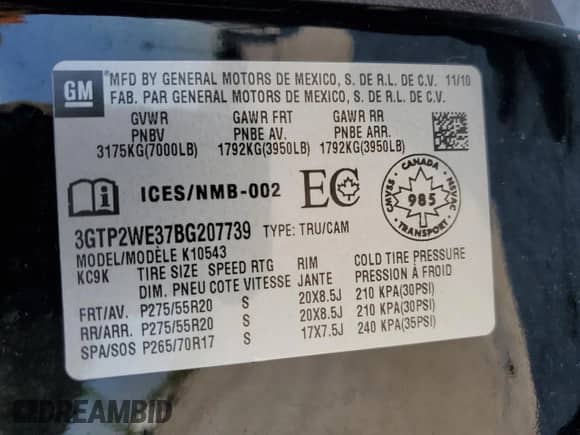 GM
MFD BY GENERAL MOTORS DE MEXICO, S. DE R.L. DE C.V. 11/10
FAB. PAR GENERAL MOTORS DE MEXICO, S. DE R.L. DE C.V.
GVWR GAWR FRT GAWR RR
PNBV PNBE AV. PNBE ARR.
3175KG(7000LB) 1792KG(3950LB) 1792KG(3950LB)
i ICES/NMB-002 EC
CANADA
CMVSS NSVAC
985
TRANSPORT
3GTP2WE37BG207739 TYPE: TRU/CAM
MODEL/MODÈLE K10543
KC9K TIRE SIZE SPEED RTG RIM COLD TIRE PRESSURE
DIM. PNEU COTE VITESSE JANTE PRESSION À FROID
FRT/AV. P275/55R20 S 20X8.5J 210 KPA(30PSI)
RR/ARR. P275/55R20 S 20X8.5J 210 KPA(30PSI)
SPA/SOS P265/70R17 S 17X7.5J 240 KPA(35PSI)
DREAMBID